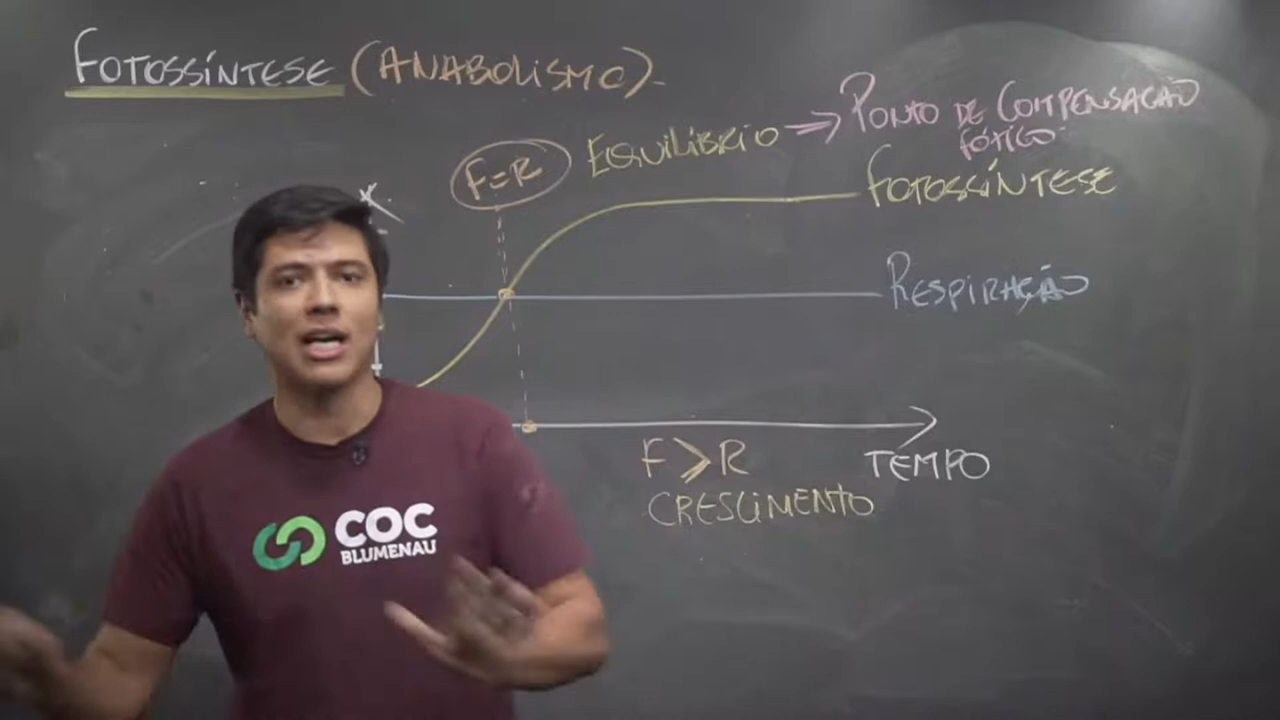 FOTOSSÍNTESE (ANABOLISMO)
F=R EQUILÍBRIO => PONTO DE COMPENSAÇÃO
FÓTICO
FOTOSSÍNTESE
RESPIRAÇÃO
F > R
CRESCIMENTO
TEMPO
COC
BLUMENAU